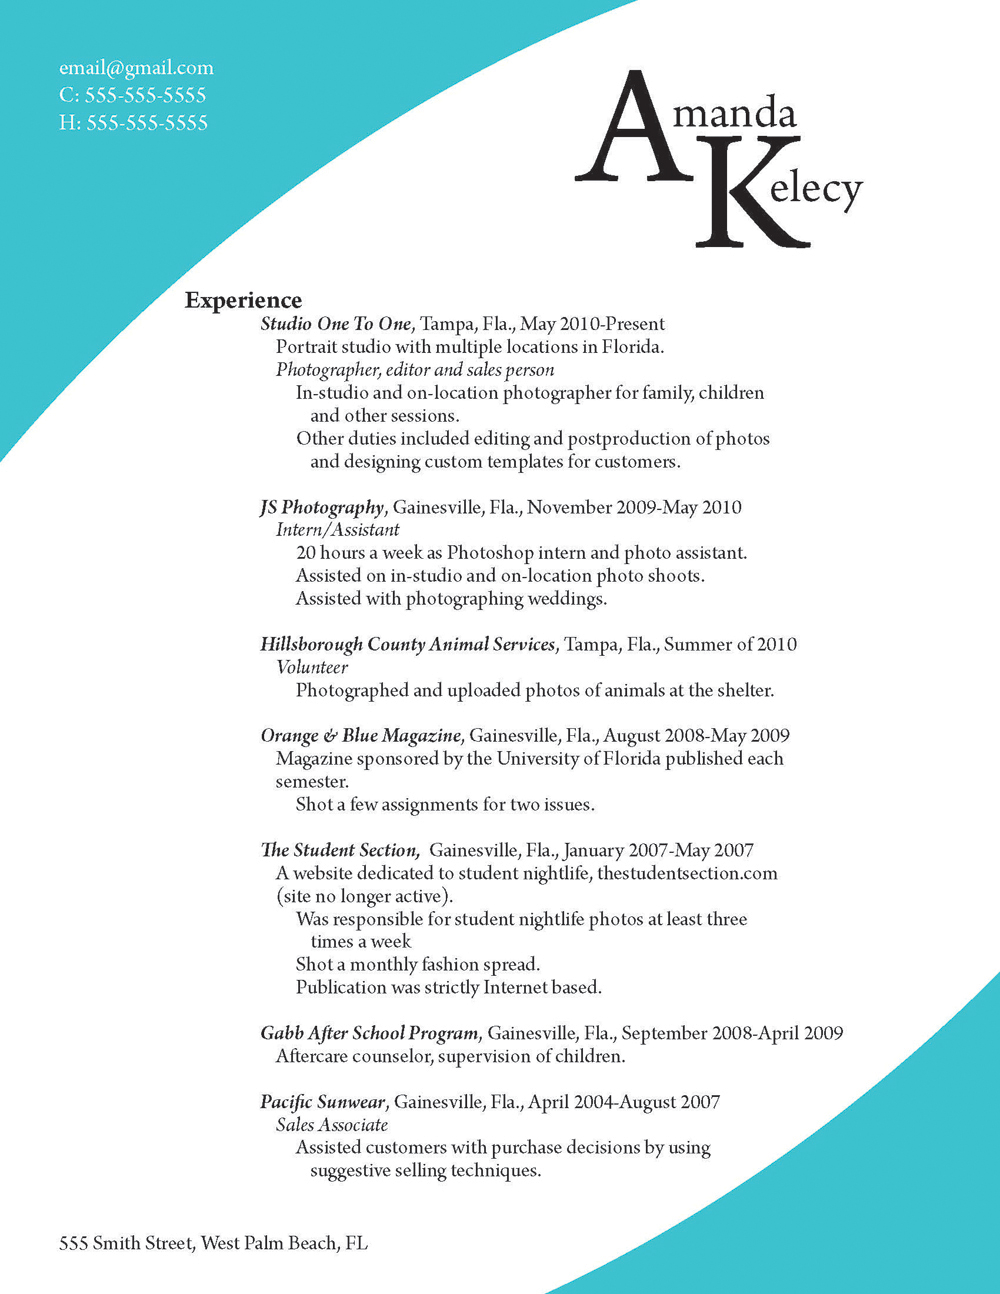 email@gmail.com
C: 555-555-5555
H: 555-555-5555
Amanda
Kelecy
Experience
Studio One To One, Tampa, Fla., May 2010-Present
Portrait studio with multiple locations in Florida.
Photographer, editor and sales person
In-studio and on-location photographer for family, children
and other sessions.
Other duties included editing and postproduction of photos
and designing custom templates for customers.
JS Photography, Gainesville, Fla., November 2009-May 2010
Intern/Assistant
20 hours a week as Photoshop intern and photo assistant.
Assisted on in-studio and on-location photo shoots.
Assisted with photographing weddings.
Hillsborough County Animal Services, Tampa, Fla., Summer of 2010
Volunteer
Photographed and uploaded photos of animals at the shelter.
Orange & Blue Magazine, Gainesville, Fla., August 2008-May 2009
Magazine sponsored by the University of Florida published each
semester.
Shot a few assignments for two issues.
The Student Section, Gainesville, Fla., January 2007-May 2007
A website dedicated to student nightlife, thestudentsection.com
(site no longer active).
Was responsible for student nightlife photos at least three
times a week
Shot a monthly fashion spread.
Publication was strictly Internet based.
Gabb After School Program, Gainesville, Fla., September 2008-April 2009
Aftercare counselor, supervision of children.
Pacific Sunwear, Gainesville, Fla., April 2004-August 2007
Sales Associate
Assisted customers with purchase decisions by using
suggestive selling techniques.
555 Smith Street, West Palm Beach, FL